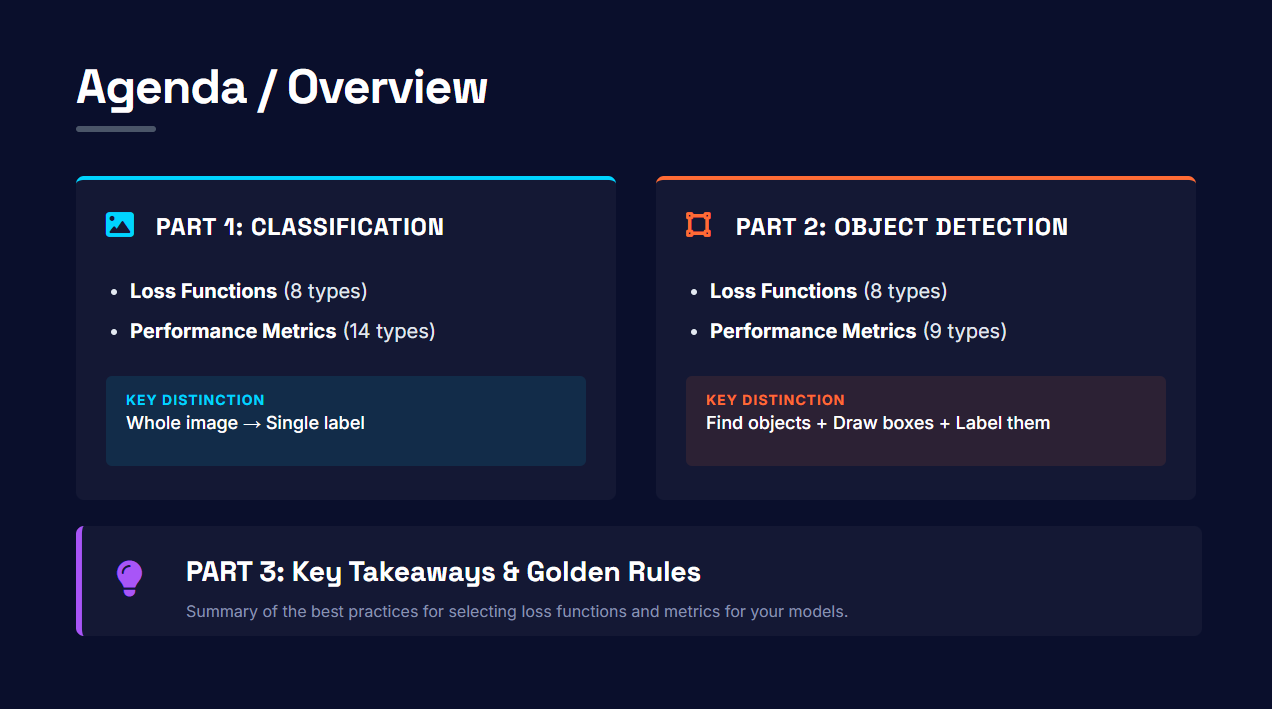 Agenda / Overview
PART 1: CLASSIFICATION
• Loss Functions (8 types)
• Performance Metrics (14 types)
KEY DISTINCTION
Whole image → Single label
PART 2: OBJECT DETECTION
• Loss Functions (8 types)
• Performance Metrics (9 types)
KEY DISTINCTION
Find objects + Draw boxes + Label them
PART 3: Key Takeaways & Golden Rules
Summary of the best practices for selecting loss functions and metrics for your models.